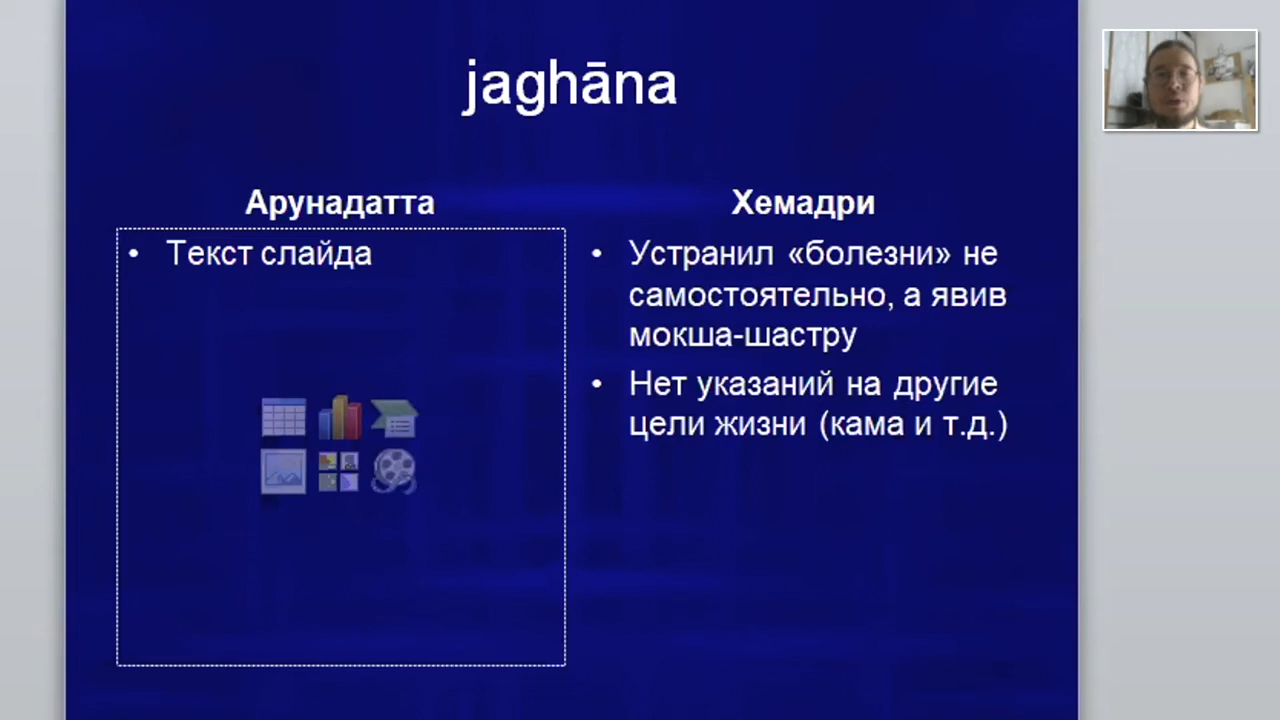 jaghāna
Арунадатта
• Текст слайда
Хемадри
• Устранил «болезни» не
самостоятельно, а явив
мокша-шастру
• Нет указаний на другие
цели жизни (кама и т.д.)